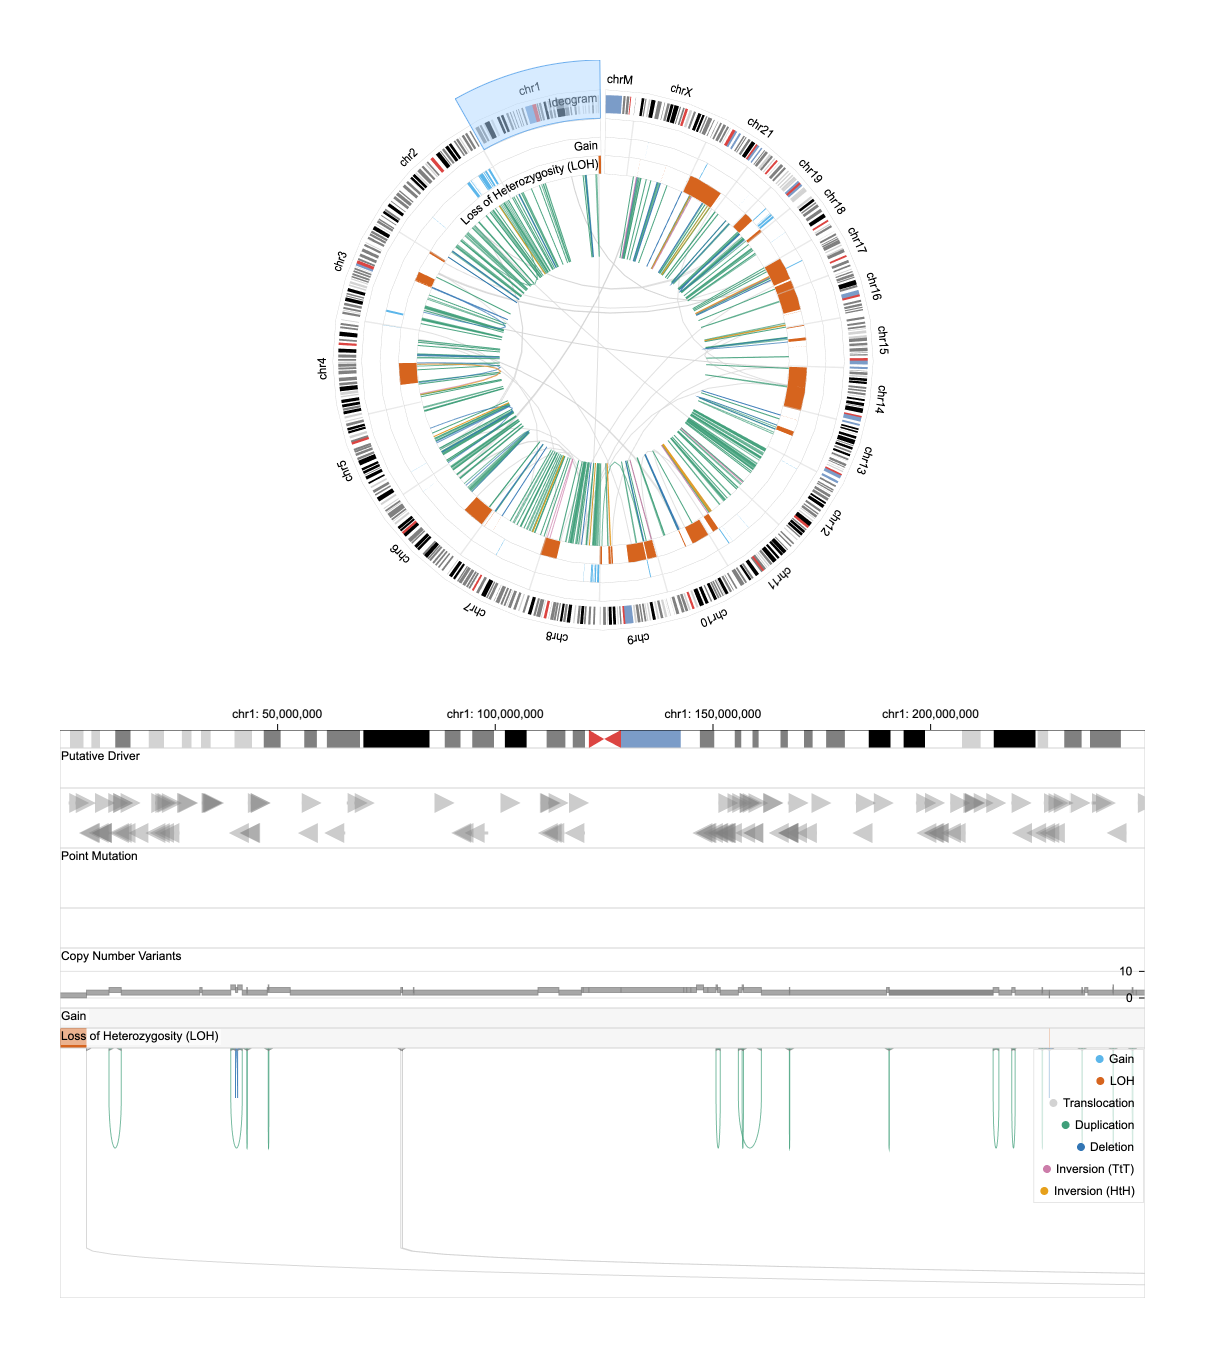 chr1
Ideogram
chrM
chrX
chr21
chr19
chr18
chr17
chr16
chr15
chr14
chr13
chr12
chr11
chr10
chr9
chr8
chr7
chr6
chr5
chr4
chr3
chr2
Gain
Loss of Heterozygosity (LOH)
chr1: 50,000,000
chr1: 100,000,000
chr1: 150,000,000
chr1: 200,000,000
Putative Driver
Point Mutation
Copy Number Variants
10
0
Gain
Loss of Heterozygosity (LOH)
Gain
LOH
Translocation
Duplication
Deletion
Inversion (TtT)
Inversion (HtH)